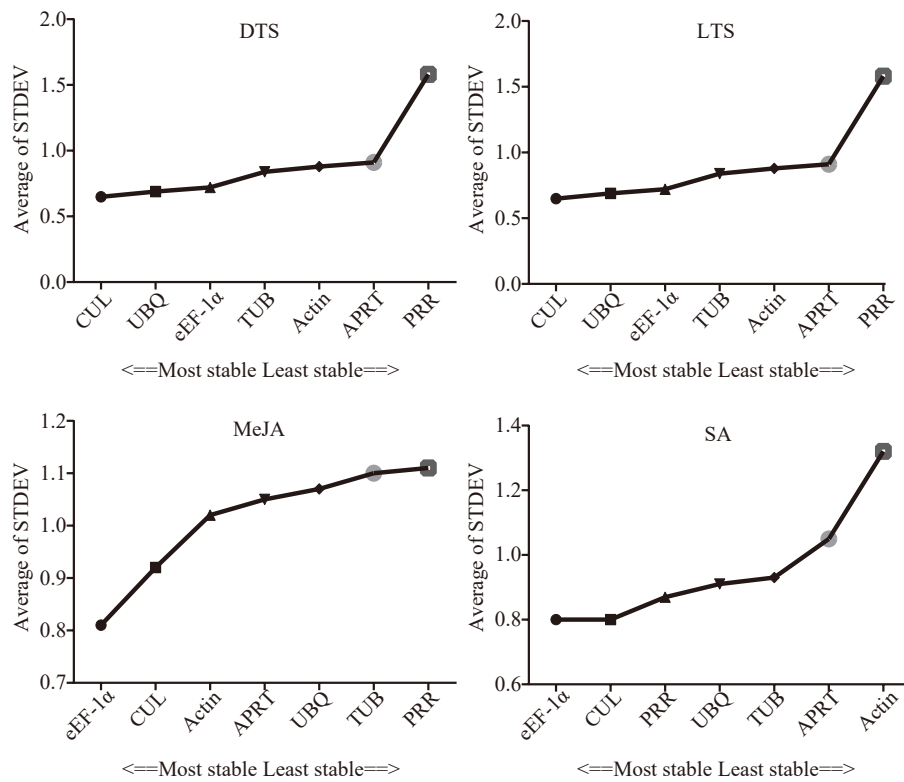 DTS
Average of STDEV
2.0
1.5
1.0
0.5
0.0
CUL
UBQ
eEF-1α
TUB
Actin
APRT
PRR
<==Most stable Least stable==>
LTS
Average of STDEV
2.0
1.5
1.0
0.5
0.0
CUL
UBQ
eEF-1α
TUB
Actin
APRT
PRR
<==Most stable Least stable==>
MeJA
Average of STDEV
1.2
1.1
1.0
0.9
0.8
0.7
eEF-1α
CUL
Actin
APRT
UBQ
TUB
PRR
<==Most stable Least stable==>
SA
Average of STDEV
1.4
1.2
1.0
0.8
0.6
eEF-1α
CUL
PRR
UBQ
TUB
APRT
Actin
<==Most stable Least stable==>